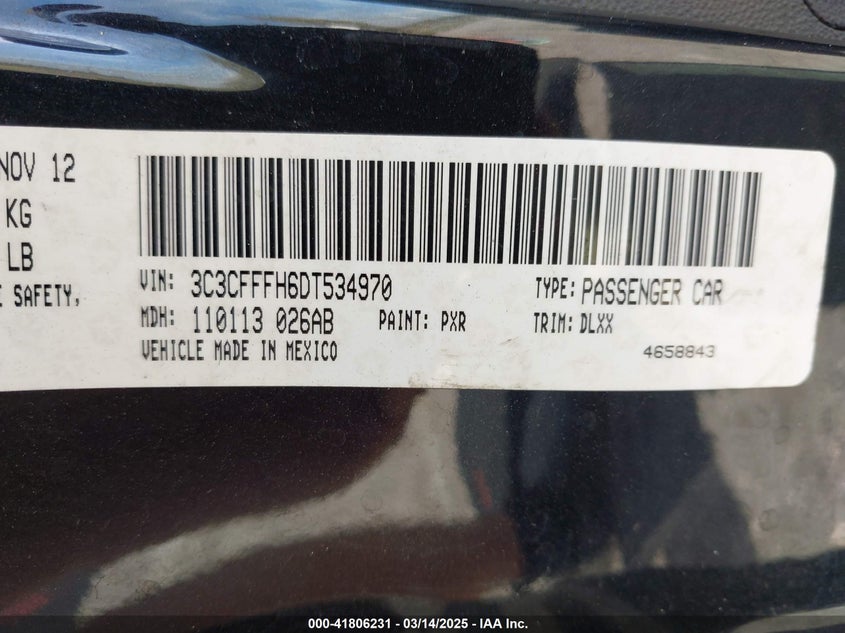 NOV 12
KG
LB
E SAFETY,
VIN: 3C3CFFFH6DT534970 TYPE: PASSENGER CAR
MDH: 110113 026AB PAINT: PXR TRIM: DLXX
VEHICLE MADE IN MEXICO 4658843
000-41806231 - 03/14/2025 - IAA Inc.